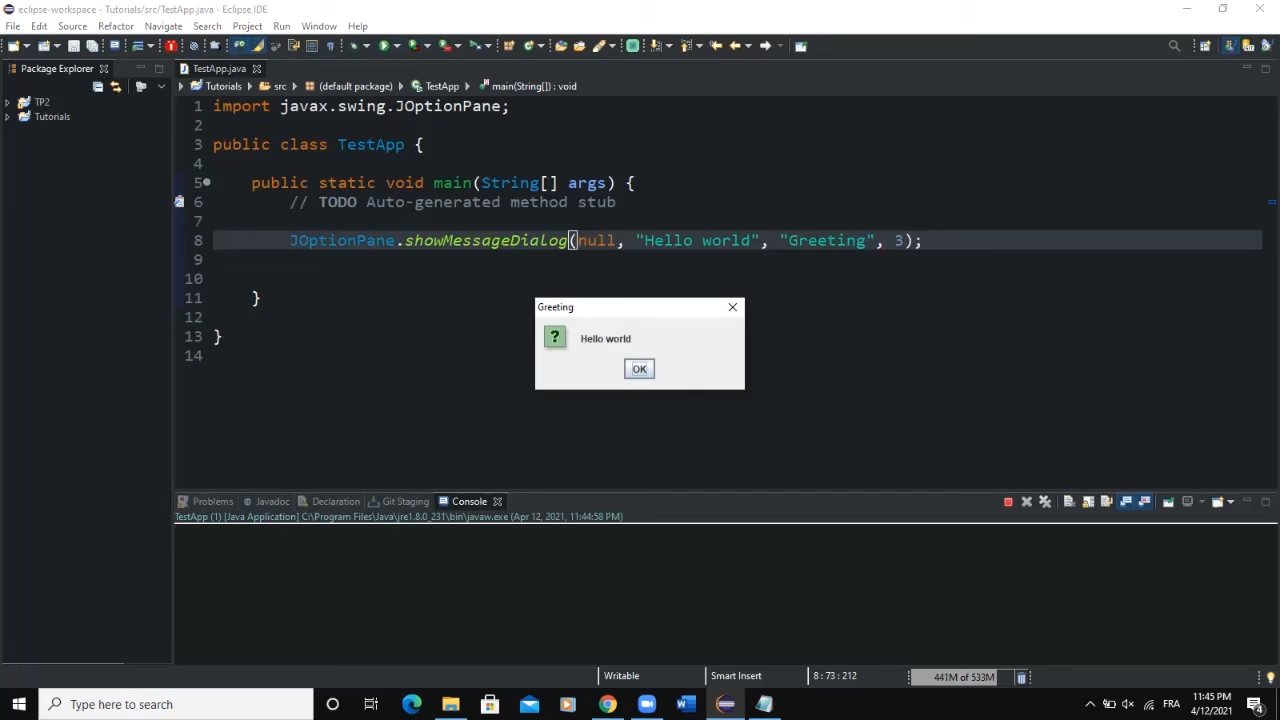 eclipse-workspace - Tutorials/src/TestApp.java - Eclipse IDE
File Edit Source Refactor Navigate Search Project Run Window Help
Package Explorer
TestApp.java
Tutorials src (default package) TestApp main(String[]) : void
TP2
Tutorials
1 import javax.swing.JOptionPane;
2
3 public class TestApp {
4
5 public static void main(String[] args) {
6 // TODO Auto-generated method stub
7
8 JOptionPane.showMessageDialog(null, "Hello world", "Greeting", 3);
9
10
11 }
12
13 }
14
Greeting
?
Hello world
OK
Problems Javadoc Declaration Git Staging Console
TestApp (1) [Java Application] C:\Program Files\Java\jre1.8.0_231\bin\javaw.exe (Apr 12, 2021, 11:44:58 PM)
Writable Smart Insert 8 : 73 : 212 441M of 533M
Type here to search
FRA
11:45 PM
4/12/2021
4